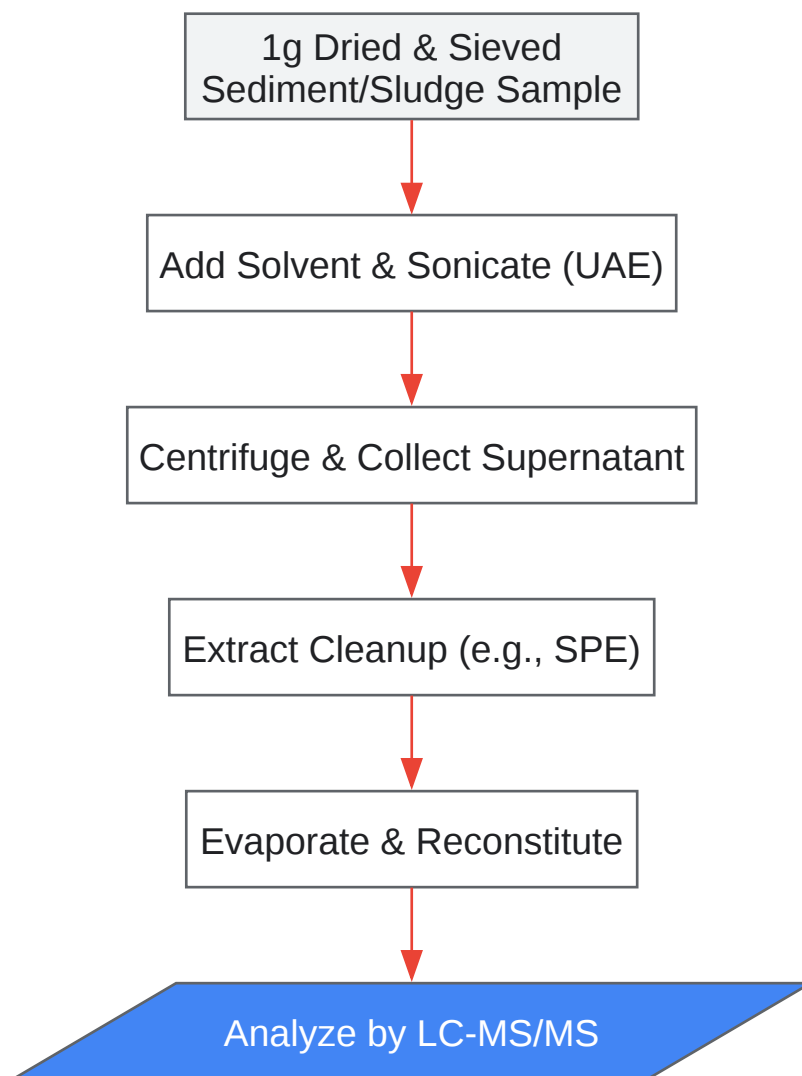 1g Dried & Sieved
Sediment/Sludge Sample
Add Solvent & Sonicate (UAE)
Centrifuge & Collect Supernatant
Extract Cleanup (e.g., SPE)
Evaporate & Reconstitute
Analyze by LC-MS/MS